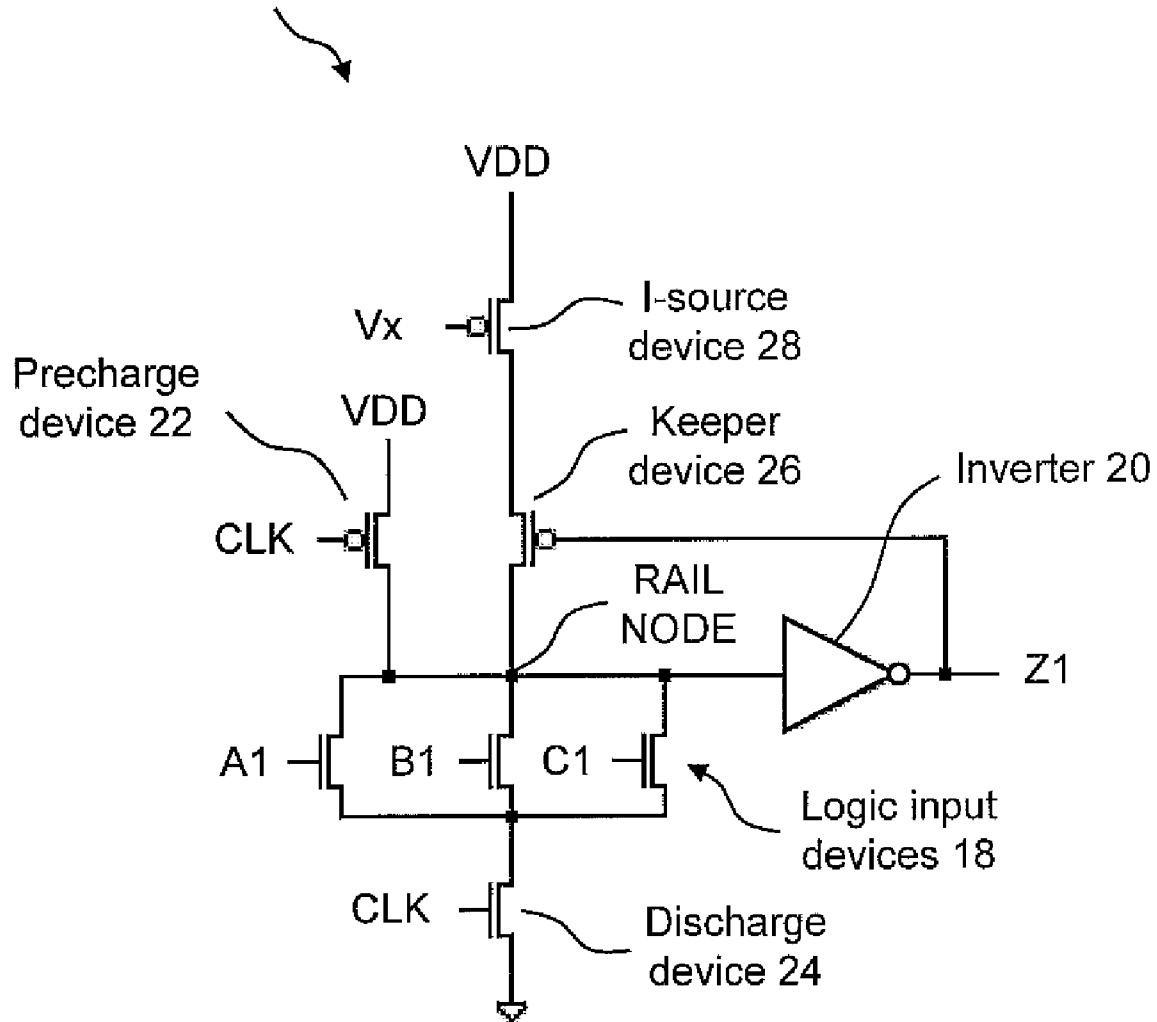 VDD
Vx
I-source
device 28
Precharge
device 22
VDD
Keeper
device 26
Inverter 20
CLK
RAIL
NODE
Z1
A1
B1
C1
Logic input
devices 18
CLK
Discharge
device 24